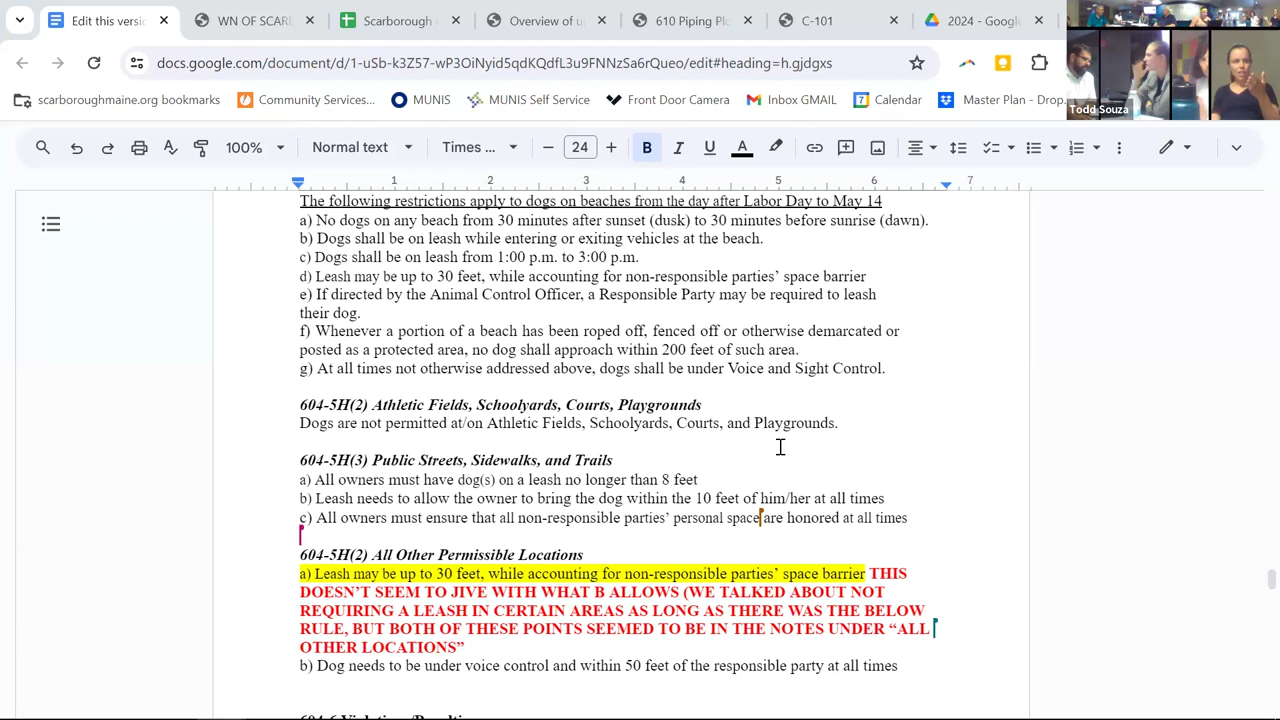 Edit this versi
WN OF SCARL
Scarborough
Overview of u
610 Piping Plo
C-101
2024 - Google
docs.google.com/document/d/1-uSb-k3Z57-wP3OiNyid5qdKQdfL3u9FNNzSa6rQueo/edit#heading=h.gjdgxs
scarboroughmaine.org bookmarks
Community Services...
MUNIS
MUNIS Self Service
Front Door Camera
Inbox GMAIL
7 Calendar
Master Plan - Drop...
Todd Souza
100%
Normal text
Times ...
24
B I U A
1 2 3 4 5 6 7
The following restrictions apply to dogs on beaches from the day after Labor Day to May 14
a) No dogs on any beach from 30 minutes after sunset (dusk) to 30 minutes before sunrise (dawn).
b) Dogs shall be on leash while entering or exiting vehicles at the beach.
c) Dogs shall be on leash from 1:00 p.m. to 3:00 p.m.
d) Leash may be up to 30 feet, while accounting for non-responsible parties’ space barrier
e) If directed by the Animal Control Officer, a Responsible Party may be required to leash
their dog.
f) Whenever a portion of a beach has been roped off, fenced off or otherwise demarcated or
posted as a protected area, no dog shall approach within 200 feet of such area.
g) At all times not otherwise addressed above, dogs shall be under Voice and Sight Control.
604-5H(2) Athletic Fields, Schoolyards, Courts, Playgrounds
Dogs are not permitted at/on Athletic Fields, Schoolyards, Courts, and Playgrounds.
604-5H(3) Public Streets, Sidewalks, and Trails
a) All owners must have dog(s) on a leash no longer than 8 feet
b) Leash needs to allow the owner to bring the dog within the 10 feet of him/her at all times
c) All owners must ensure that all non-responsible parties’ personal space are honored at all times
604-5H(2) All Other Permissible Locations
a) Leash may be up to 30 feet, while accounting for non-responsible parties’ space barrier THIS
DOESN’T SEEM TO JIVE WITH WHAT B ALLOWS (WE TALKED ABOUT NOT
REQUIRING A LEASH IN CERTAIN AREAS AS LONG AS THERE WAS THE BELOW
RULE, BUT BOTH OF THESE POINTS SEEMED TO BE IN THE NOTES UNDER “ALL
OTHER LOCATIONS”
b) Dog needs to be under voice control and within 50 feet of the responsible party at all times